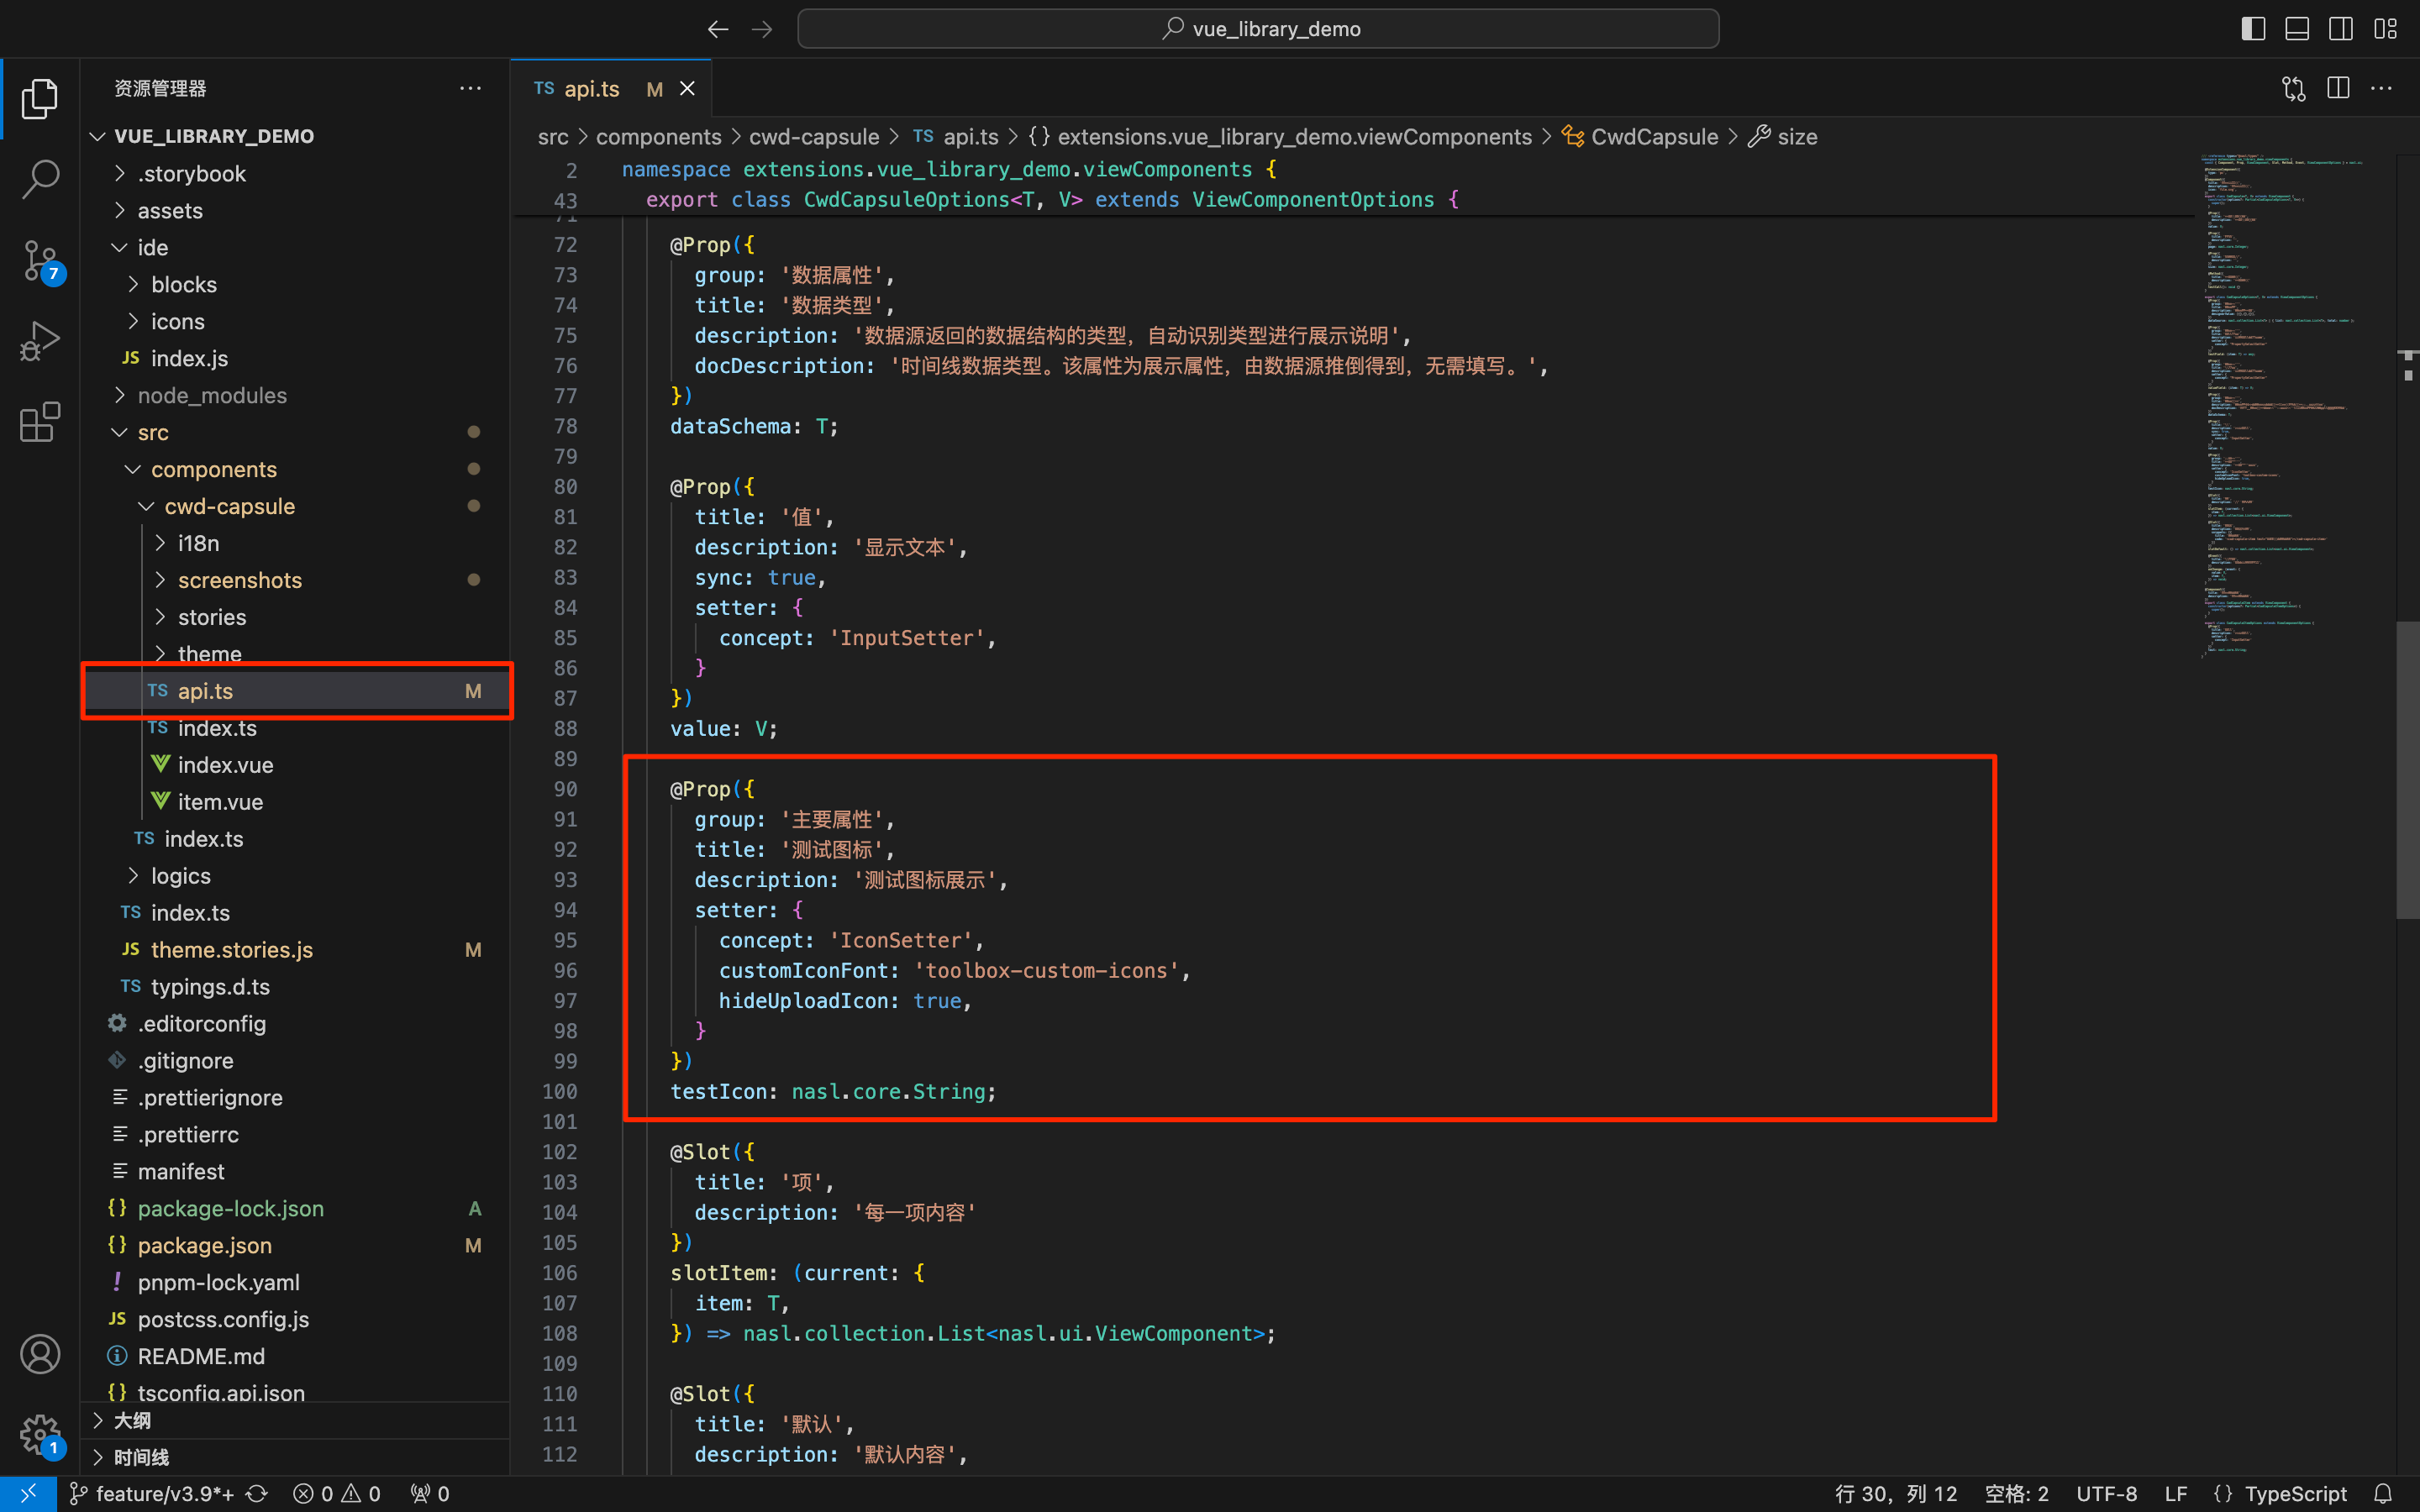 vue_library_demo
资源管理器
VUE_LIBRARY_DEMO
.storybook
assets
ide
blocks
icons
JS index.js
node_modules
src
components
cwd-capsule
i18n
screenshots
stories
theme
TS api.ts M
TS index.ts
index.vue
item.vue
TS index.ts
logics
TS index.ts
JS theme.stories.js M
TS typings.d.ts
.editorconfig
.gitignore
.prettierignore
.prettierrc
manifest
{} package-lock.json A
{} package.json M
! pnpm-lock.yaml
JS postcss.config.js
README.md
{} tsconfig.api.json
大纲
时间线
7
1
TS api.ts M
src > components > cwd-capsule > TS api.ts > {} extensions.vue_library_demo.viewComponents > CwdCapsule > size
2 namespace extensions.vue_library_demo.viewComponents {
43 export class CwdCapsuleOptions<T, V> extends ViewComponentOptions {
71
72 @Prop({
73 group: '数据属性',
74 title: '数据类型',
75 description: '数据源返回的数据结构的类型，自动识别类型进行展示说明',
76 docDescription: '时间线数据类型。该属性为展示属性，由数据源推倒得到，无需填写。',
77 })
78 dataSchema: T;
79
80 @Prop({
81 title: '值',
82 description: '显示文本',
83 sync: true,
84 setter: {
85 concept: 'InputSetter',
86 }
87 })
88 value: V;
89
90 @Prop({
91 group: '主要属性',
92 title: '测试图标',
93 description: '测试图标展示',
94 setter: {
95 concept: 'IconSetter',
96 customIconFont: 'toolbox-custom-icons',
97 hideUploadIcon: true,
98 }
99 })
100 testIcon: nasl.core.String;
101
102 @Slot({
103 title: '项',
104 description: '每一项内容'
105 })
106 slotItem: (current: {
107 item: T,
108 }) => nasl.collection.List<nasl.ui.ViewComponent>;
109
110 @Slot({
111 title: '默认',
112 description: '默认内容',
feature/v3.9*+ 0 0 0 行 30，列 12 空格: 2 UTF-8 LF {} TypeScript